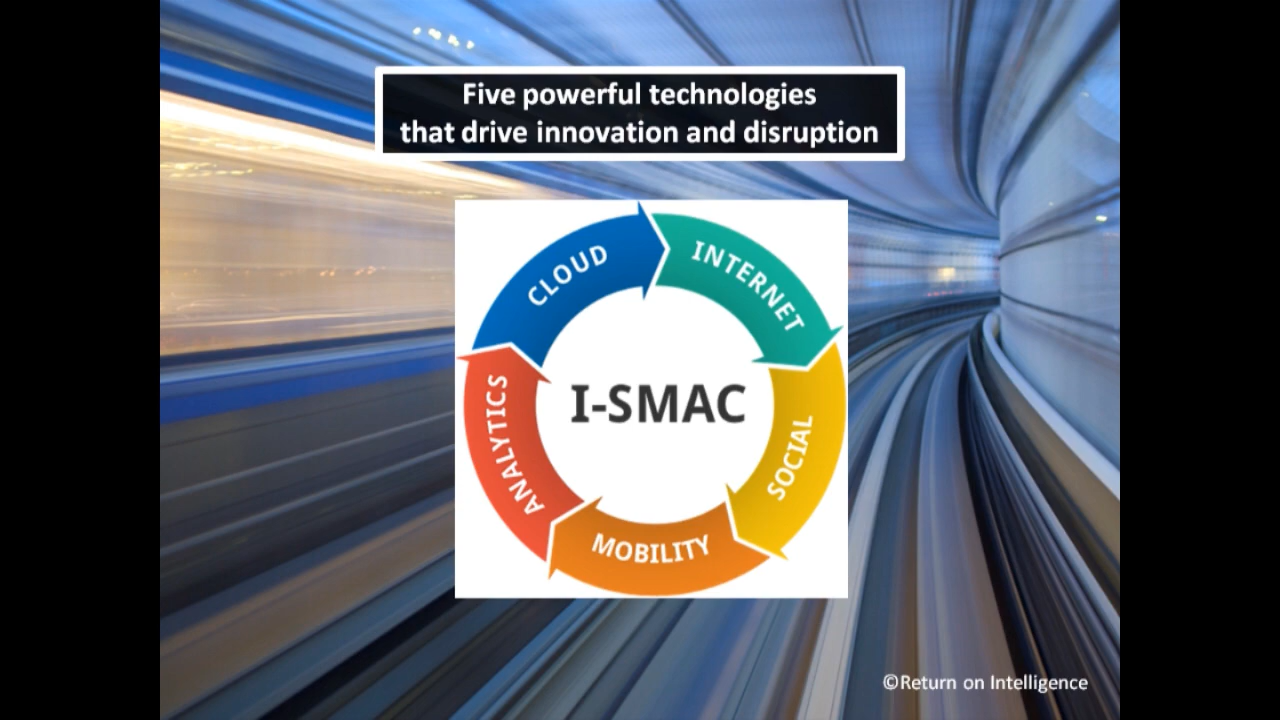 Five powerful technologies
that drive innovation and disruption
CLOUD
INTERNET
ANALYTICS
I-SMAC
SOCIAL
MOBILITY
©Return on Intelligence